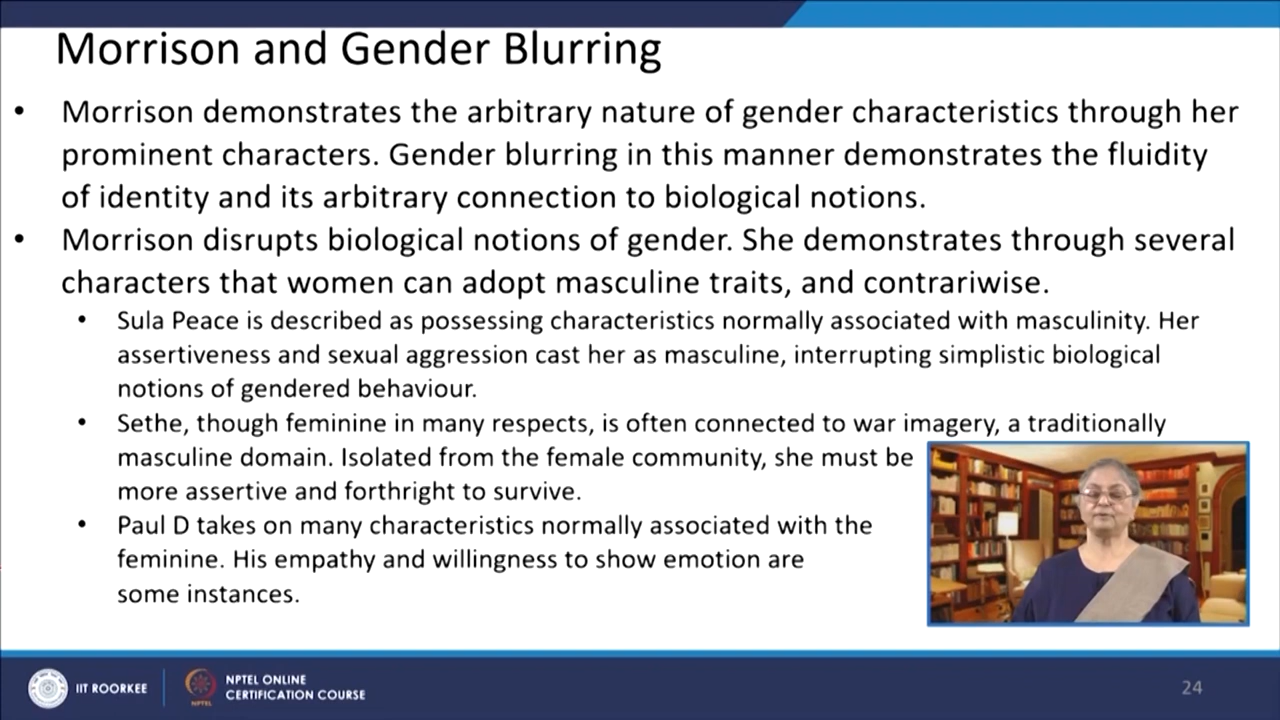 Morrison and Gender Blurring
• Morrison demonstrates the arbitrary nature of gender characteristics through her
prominent characters. Gender blurring in this manner demonstrates the fluidity
of identity and its arbitrary connection to biological notions.
• Morrison disrupts biological notions of gender. She demonstrates through several
characters that women can adopt masculine traits, and contrariwise.
• Sula Peace is described as possessing characteristics normally associated with masculinity. Her
assertiveness and sexual aggression cast her as masculine, interrupting simplistic biological
notions of gendered behaviour.
• Sethe, though feminine in many respects, is often connected to war imagery, a traditionally
masculine domain. Isolated from the female community, she must be
more assertive and forthright to survive.
• Paul D takes on many characteristics normally associated with the
feminine. His empathy and willingness to show emotion are
some instances.
IIT ROORKEE
NPTEL
NPTEL ONLINE
CERTIFICATION COURSE
24